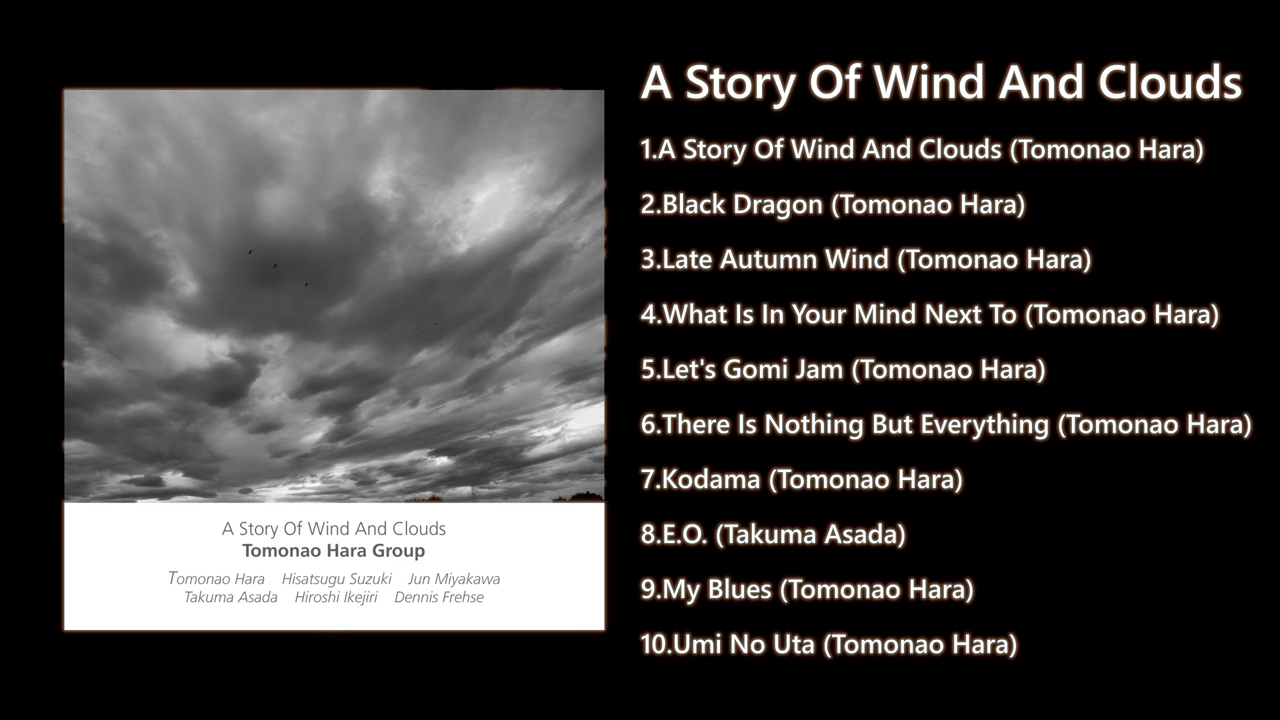 A Story Of Wind And Clouds
Tomonao Hara Group
Tomonao Hara Hisatsugu Suzuki Jun Miyakawa
Takuma Asada Hiroshi Ikejiri Dennis Frehse
A Story Of Wind And Clouds
1.A Story Of Wind And Clouds (Tomonao Hara)
2.Black Dragon (Tomonao Hara)
3.Late Autumn Wind (Tomonao Hara)
4.What Is In Your Mind Next To (Tomonao Hara)
5.Let's Gomi Jam (Tomonao Hara)
6.There Is Nothing But Everything (Tomonao Hara)
7.Kodama (Tomonao Hara)
8.E.O. (Takuma Asada)
9.My Blues (Tomonao Hara)
10.Umi No Uta (Tomonao Hara)